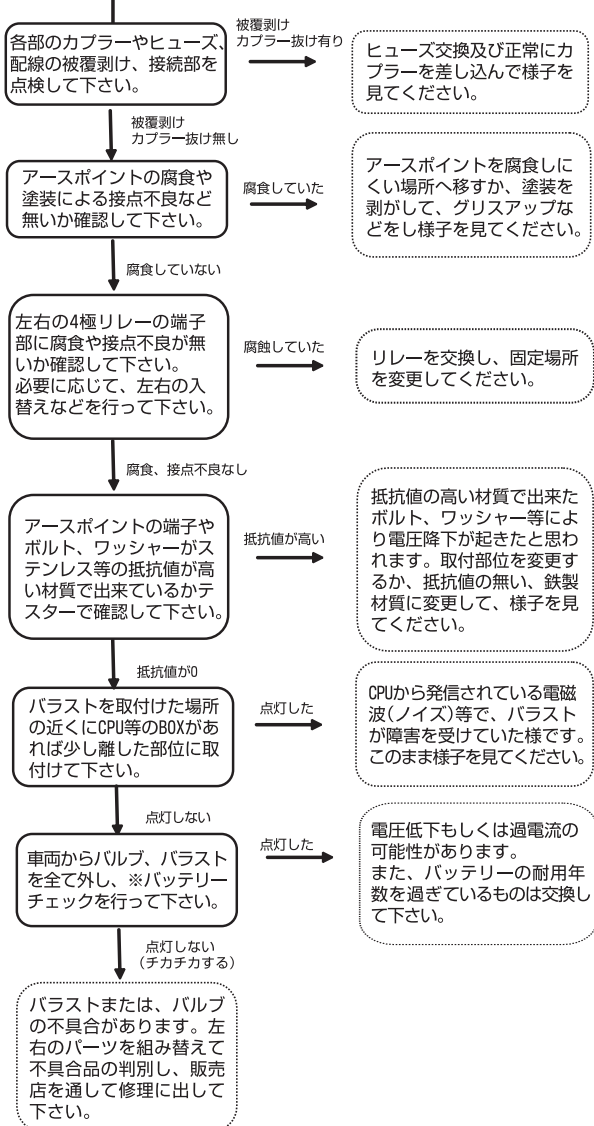 各部のカプラーやヒューズ、
配線の被覆剥け、接続部を
点検して下さい。
被覆剥け
カプラー抜け有り
ヒューズ交換及び正常にカ
プラーを差し込んで様子を
見てください。
被覆剥け
カプラー抜け無し
アースポイントの腐食や
塗装による接点不良など
無いか確認して下さい。
腐食していた
アースポイントを腐食しに
くい場所へ移すか、塗装を
剥がして、グリスアップな
どをし様子を見てください。
腐食していない
左右の4極リレーの端子
部に腐食や接点不良が無
いか確認して下さい。
必要に応じて、左右の入
替えなどを行って下さい。
腐蝕していた
リレーを交換し、固定場所
を変更してください。
腐食、接点不良なし
アースポイントの端子や
ボルト、ワッシャーがス
テンレス等の抵抗値が高
い材質で出来ているかテ
スターで確認して下さい。
抵抗値が高い
抵抗値の高い材質で出来た
ボルト、ワッシャー等によ
り電圧降下が起きたと思わ
れます。取付部位を変更す
るか、抵抗値の無い、鉄製
材質に変更して、様子を見
てください。
抵抗値が0
バラストを取付けた場所
の近くにCPU等のBOXがあ
れば少し離した部位に取
付けて下さい。
点灯した
CPUから発信されている電磁
波(ノイズ)等で、バラスト
が障害を受けていた様です。
このまま様子を見てください。
点灯しない
車両からバルブ、バラスト
を全て外し、※バッテリー
チェックを行って下さい。
点灯した
電圧低下もしくは過電流の
可能性があります。
また、バッテリーの耐用年
数を過ぎているものは交換し
て下さい。
点灯しない
(チカチカする)
バラストまたは、バルブ
の不具合があります。左
右のパーツを組み替えて
不具合品の判別し、販売
店を通して修理に出して
下さい。